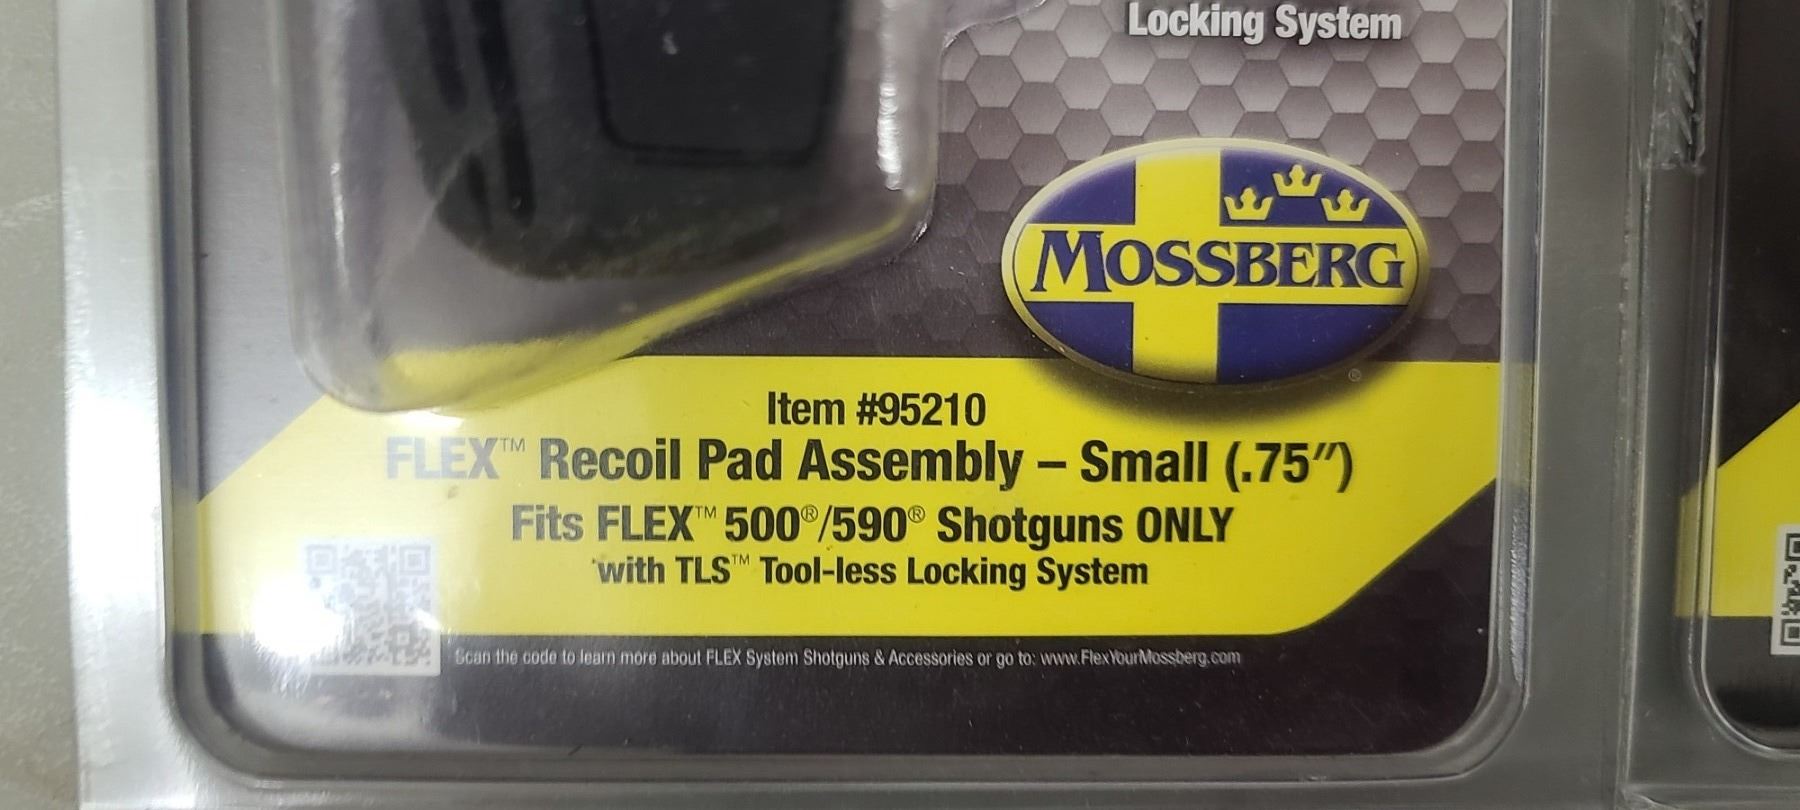 Locking System
MOSSBERG
®
Item #95210
FLEX™ Recoil Pad Assembly – Small (.75″)
Fits FLEX™ 500®/590® Shotguns ONLY
with TLS™ Tool-less Locking System
Scan the code to learn more about FLEX System Shotguns & Accessories or go to: www.FlexYourMossberg.com